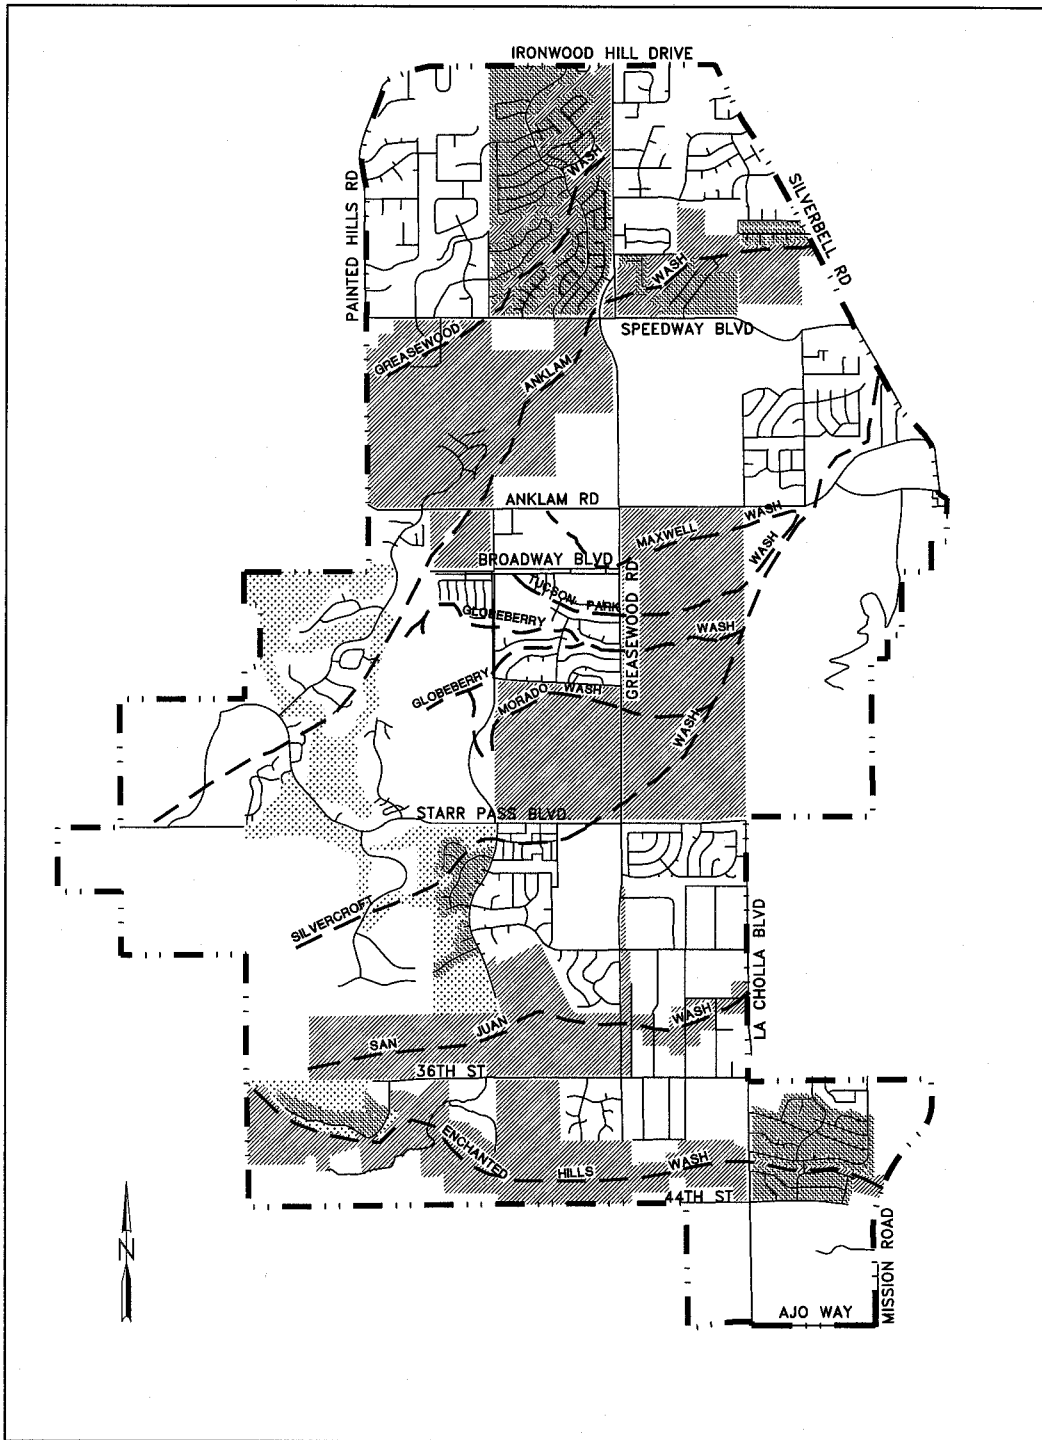 IRONWOOD HILL DRIVE
WASH
PAINTED HILLS RD
SILVERBELL RD
WASH
SPEEDWAY BLVD
GREASEWOOD
ANKLAM
ANKLAM RD
MAXWELL
WASH
BROADWAY BLVD
WASH
TUCSON PARK
GREASEWOOD RD
GLOBEBERRY
WASH
GLOBEBERRY
MORADO WASH
WASH
STARR PASS BLVD.
SILVERCROFT
LA CHOLLA BLVD
SAN JUAN WASH
36TH ST
ENCHANTED HILLS WASH
44TH ST
N
MISSION ROAD
AJO WAY